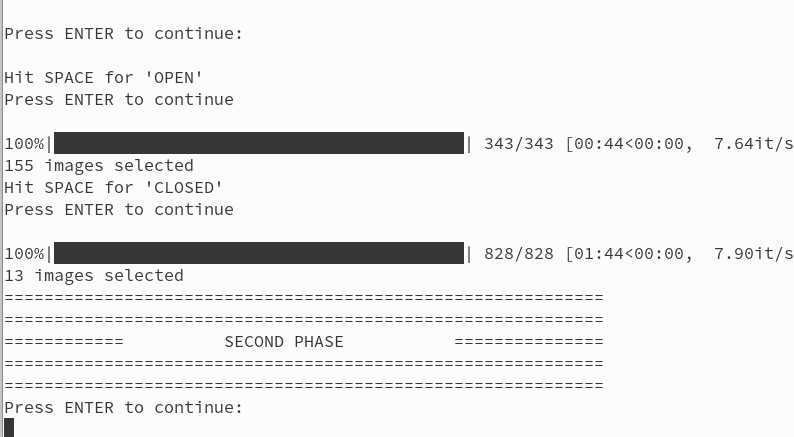 Press ENTER to continue:
Hit SPACE for 'OPEN'
Press ENTER to continue
100%|██████████| 343/343 [00:44<00:00,  7.64it/s
155 images selected
Hit SPACE for 'CLOSED'
Press ENTER to continue
100%|██████████| 828/828 [01:44<00:00,  7.90it/s
13 images selected
============================================================
============================================================
============          SECOND PHASE           ===============
============================================================
============================================================
Press ENTER to continue: